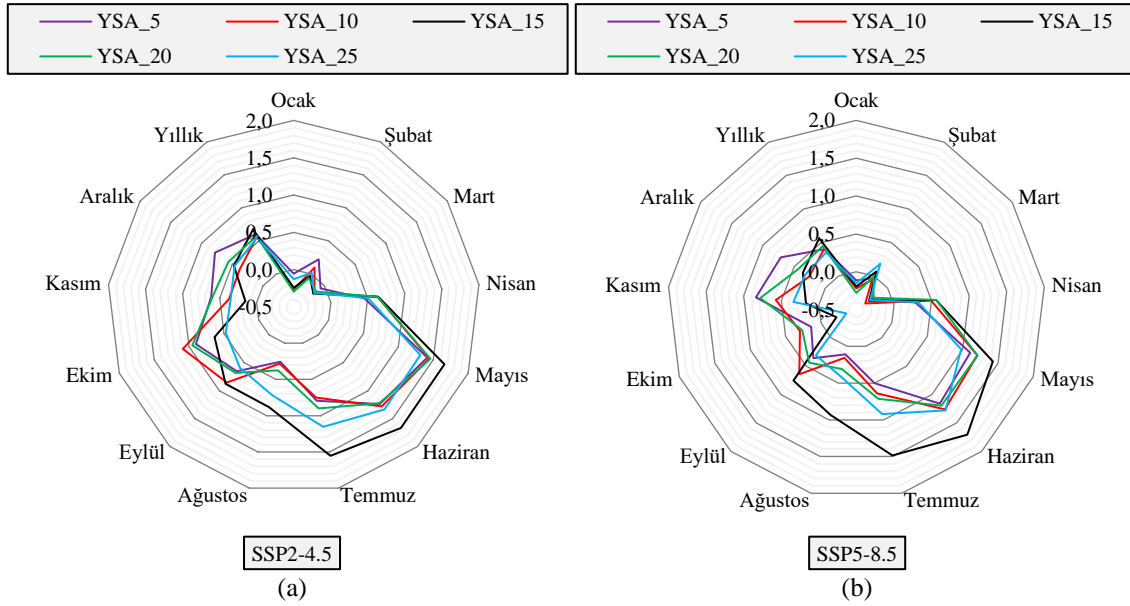 YSA_5 YSA_10 YSA_15
YSA_20 YSA_25
Ocak
Şubat
Mart
Nisan
Mayıs
Haziran
Temmuz
Ağustos
Eylül
Ekim
Kasım
Aralık
Yıllık
2,0
1,5
1,0
0,5
0,0
-0,5
SSP2-4.5
(a)
YSA_5 YSA_10 YSA_15
YSA_20 YSA_25
Ocak
Şubat
Mart
Nisan
Mayıs
Haziran
Temmuz
Ağustos
Eylül
Ekim
Kasım
Aralık
Yıllık
2,0
1,5
1,0
0,5
0,0
-0,5
SSP5-8.5
(b)